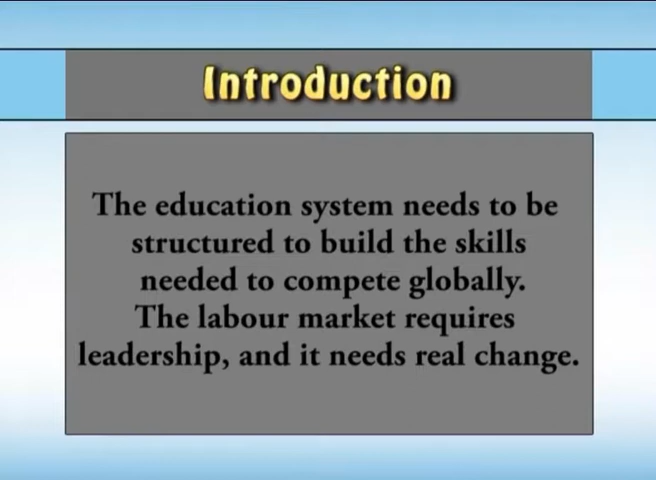 Introduction
The education system needs to be
structured to build the skills
needed to compete globally.
The labour market requires
leadership, and it needs real change.